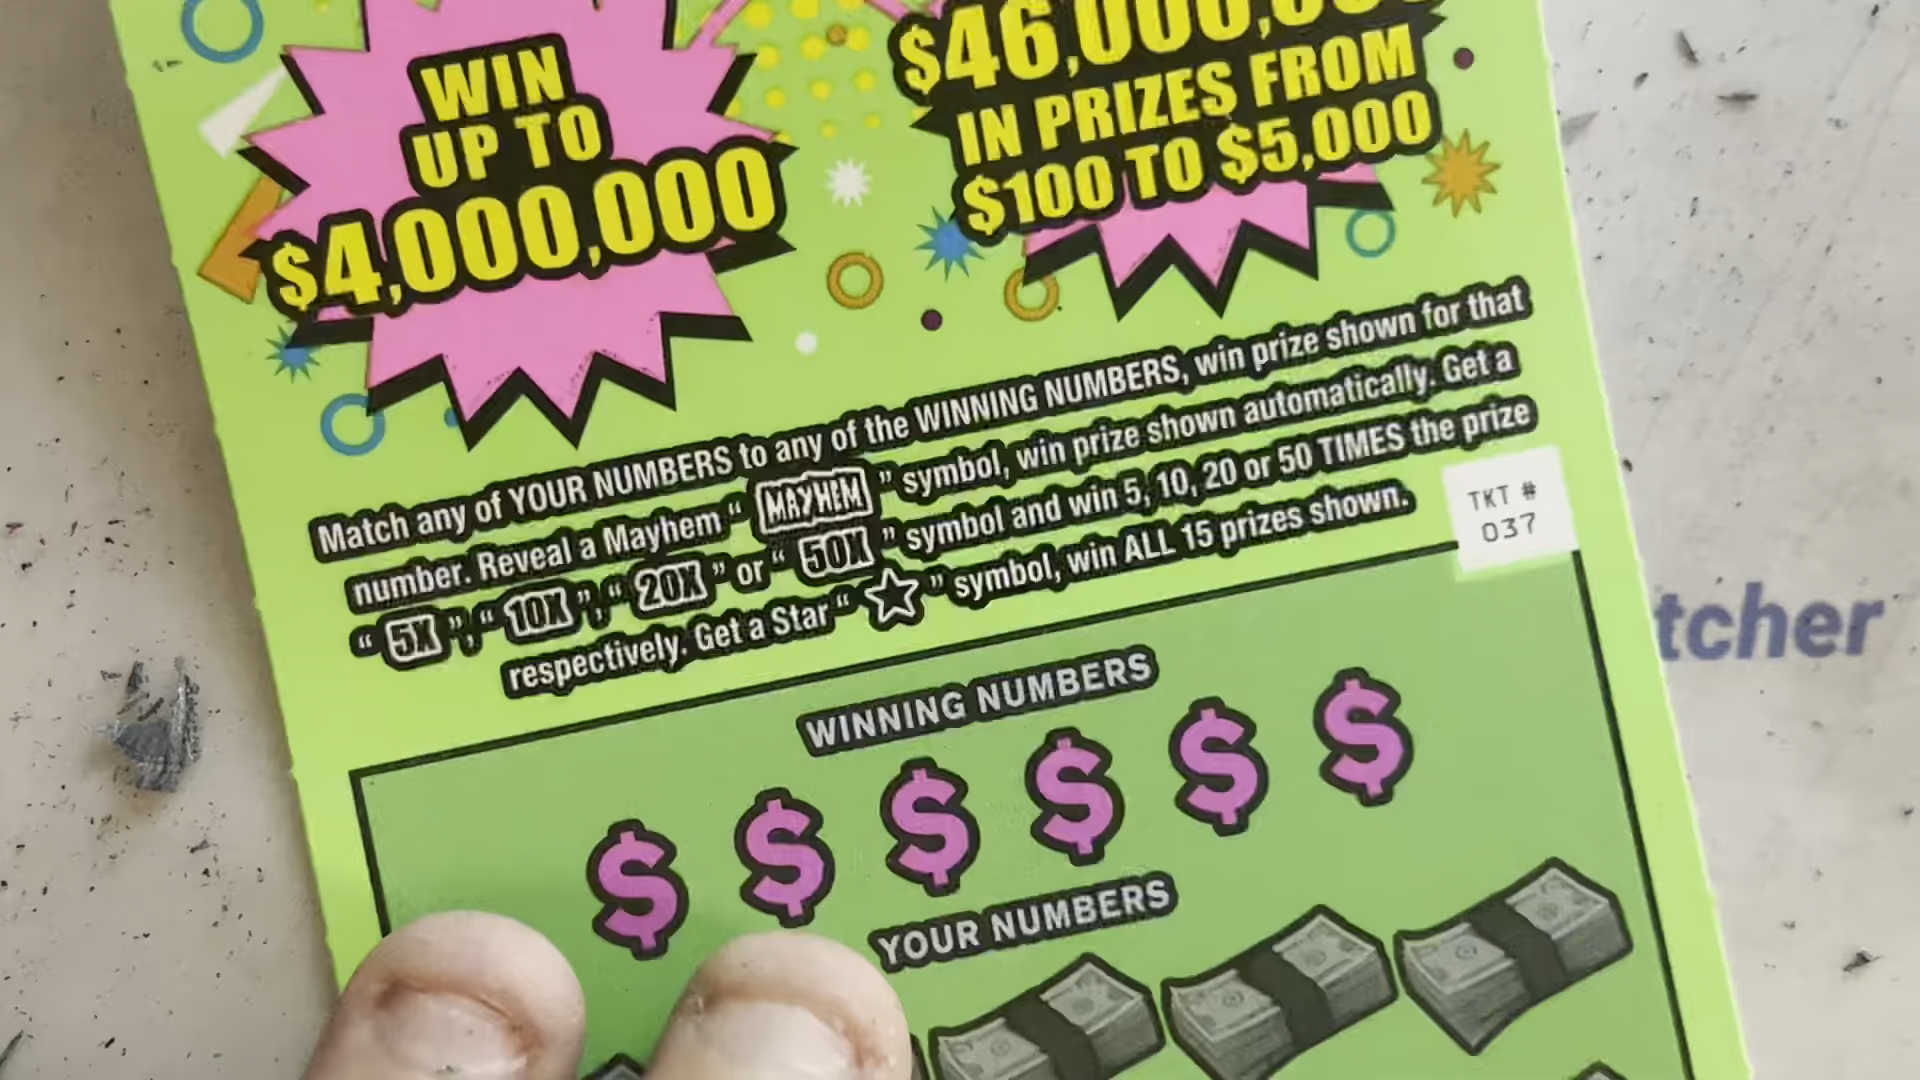 WIN
UP TO
$4,000,000
IN PRIZES FROM
$100 TO $5,000
Match any of YOUR NUMBERS to any of the WINNING NUMBERS, win prize shown for that
number. Reveal a Mayhem “ MAYHEM ” symbol, win prize shown automatically. Get a
“ 5X ”, “ 10X ”, “ 20X ” or “ 50X ” symbol and win 5, 10, 20 or 50 TIMES the prize
respectively. Get a Star “ ☆ ” symbol, win ALL 15 prizes shown.
TKT #
037
WINNING NUMBERS
$ $ $ $ $ $
YOUR NUMBERS